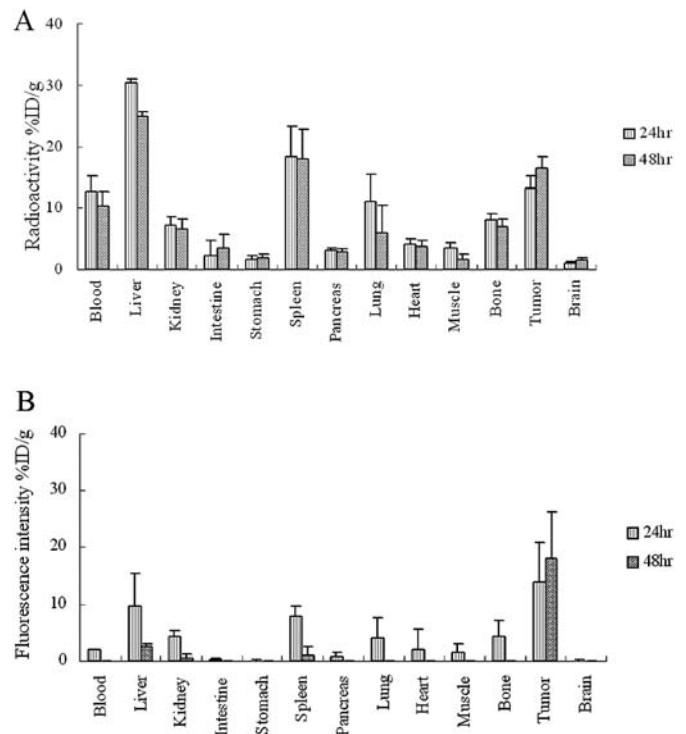 A
Radioactivity %ID/g
40
30
20
10
0
24hr
48hr
Blood
Liver
Kidney
Intestine
Stomach
Spleen
Pancreas
Lung
Heart
Muscle
Bone
Tumor
Brain
B
Fluorescence intensity %ID/g
40
30
20
10
0
24hr
48hr
Blood
Liver
Kidney
Intestine
Stomach
Spleen
Pancreas
Lung
Heart
Muscle
Bone
Tumor
Brain